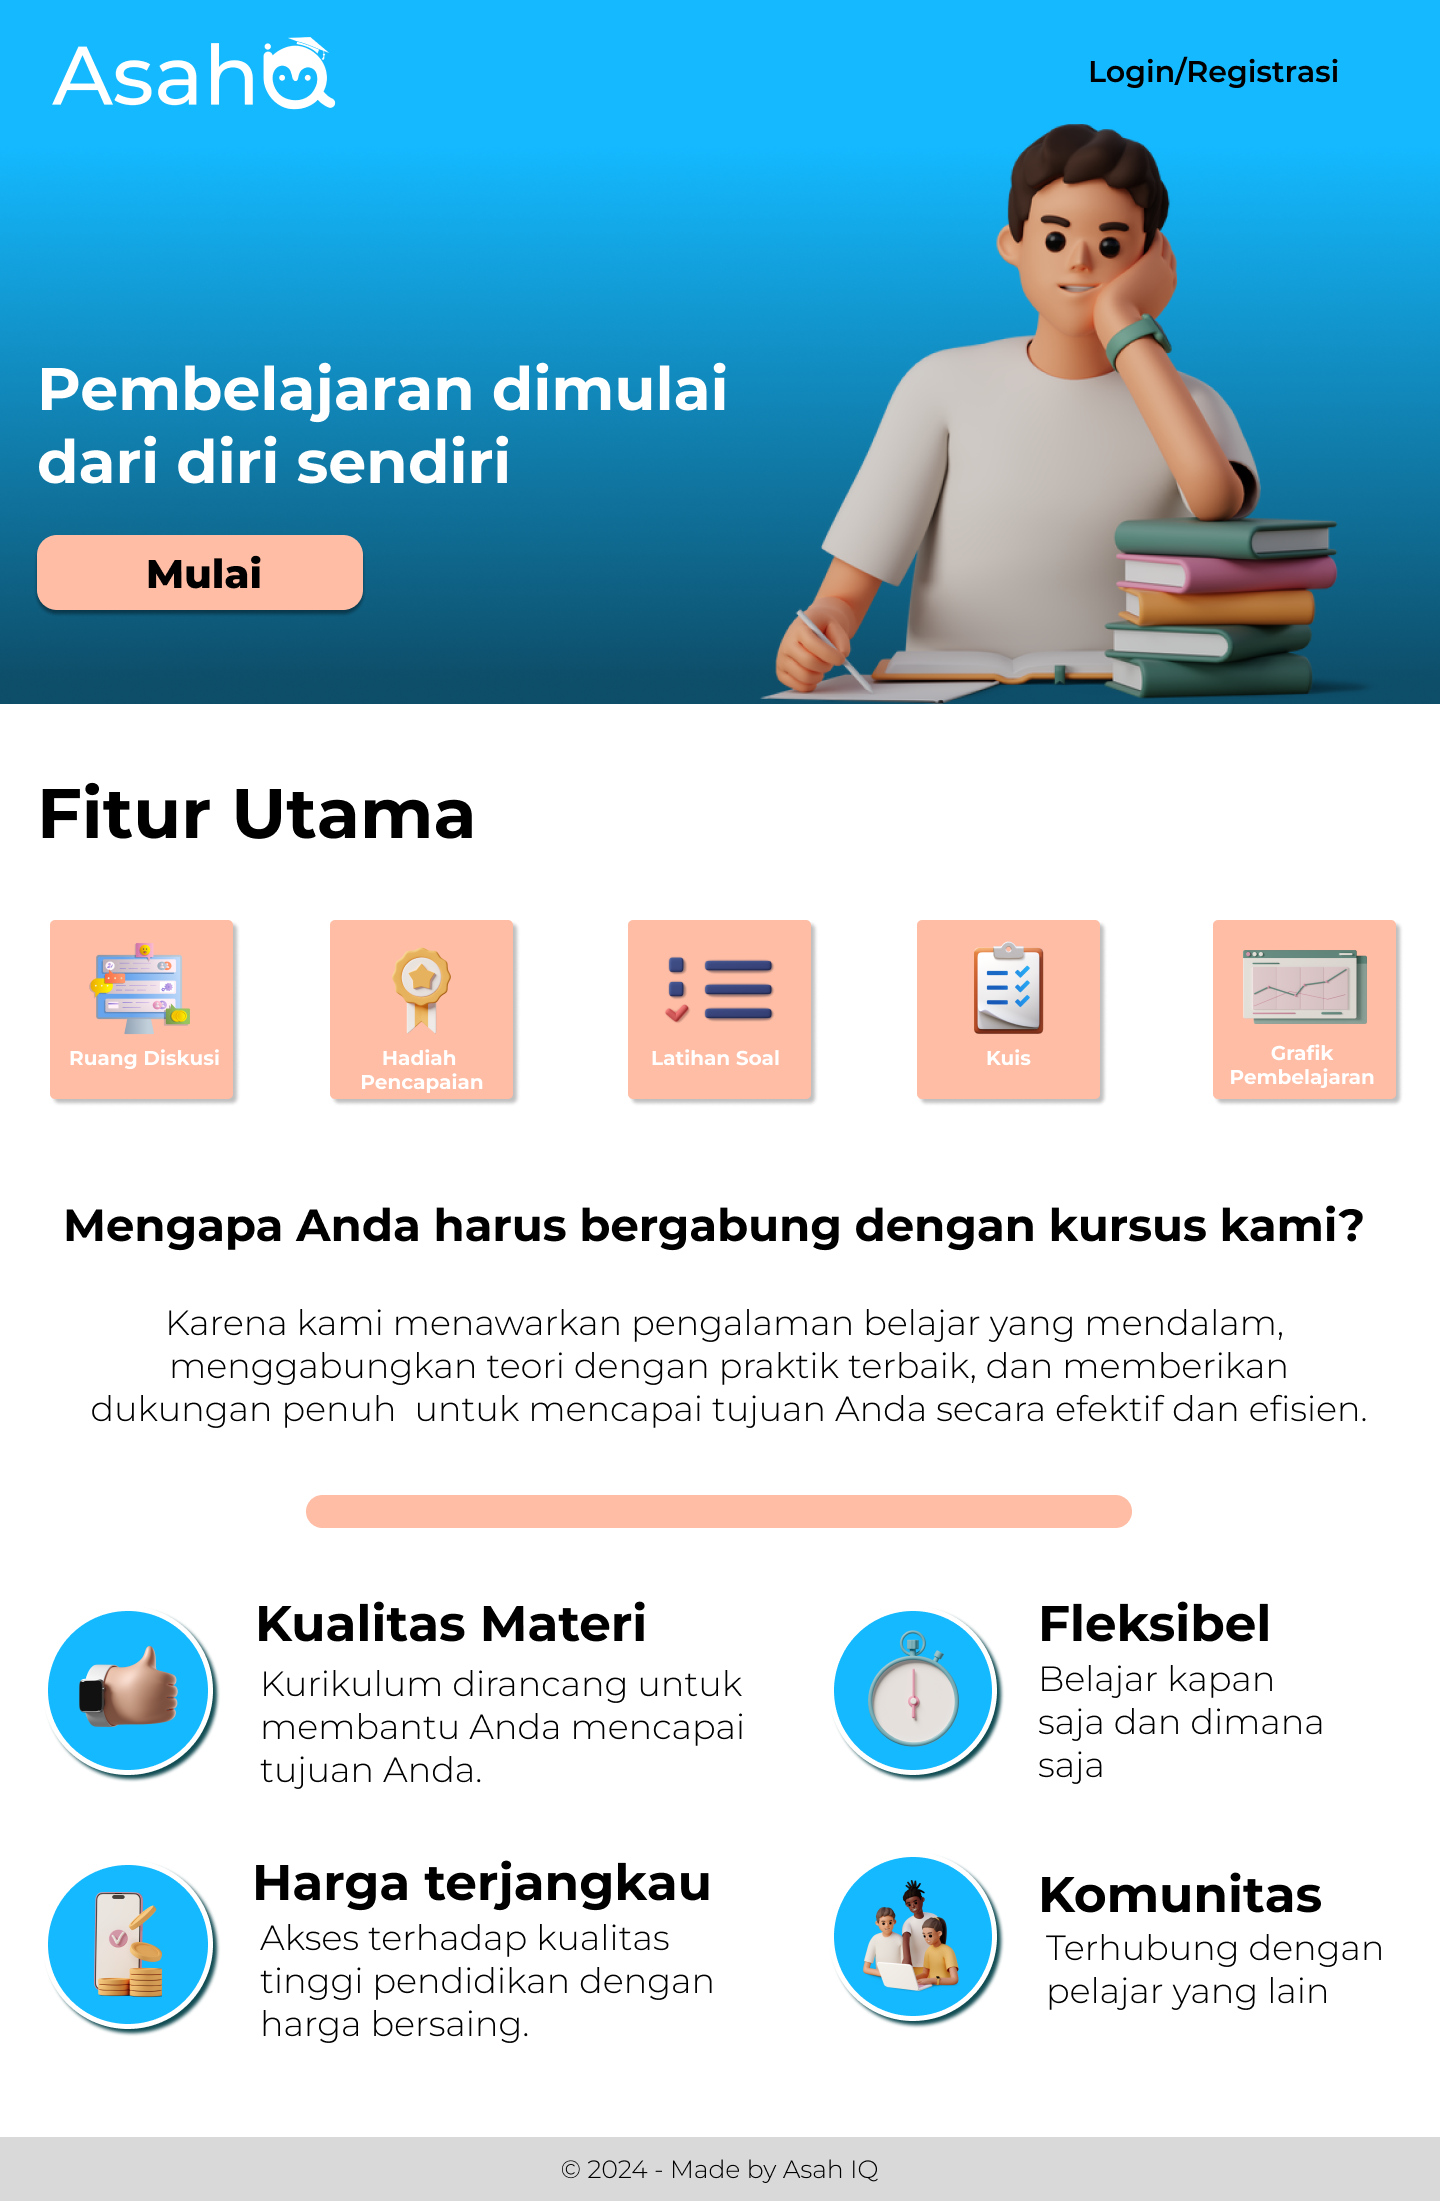 Asah IQ
Login/Registrasi
Pembelajaran dimulai
dari diri sendiri
Mulai
Fitur Utama
Ruang Diskusi
Hadiah
Pencapaian
Latihan Soal
Kuis
Grafik
Pembelajaran
Mengapa Anda harus bergabung dengan kursus kami?
Karena kami menawarkan pengalaman belajar yang mendalam,
menggabungkan teori dengan praktik terbaik, dan memberikan
dukungan penuh  untuk mencapai tujuan Anda secara efektif dan efisien.
Kualitas Materi
Kurikulum dirancang untuk
membantu Anda mencapai
tujuan Anda.
Fleksibel
Belajar kapan
saja dan dimana
saja
Harga terjangkau
Akses terhadap kualitas
tinggi pendidikan dengan
harga bersaing.
Komunitas
Terhubung dengan
pelajar yang lain
© 2024 - Made by Asah IQ